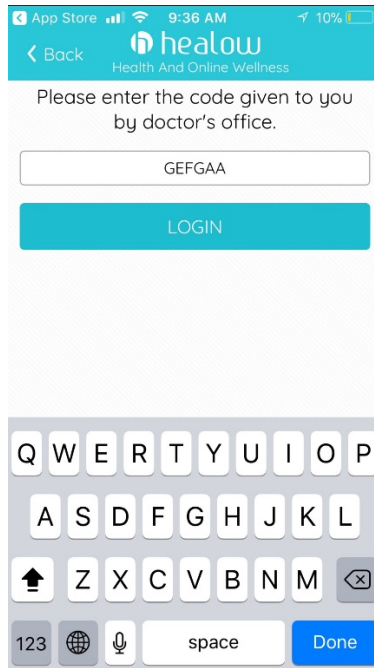 App Store 9:36 AM 10%
Back healow
Health And Online Wellness
Please enter the code given to you
by doctor's office.
GEFGAA
LOGIN
Q W E R T Y U I O P
A S D F G H J K L
Z X C V B N M
123 space Done